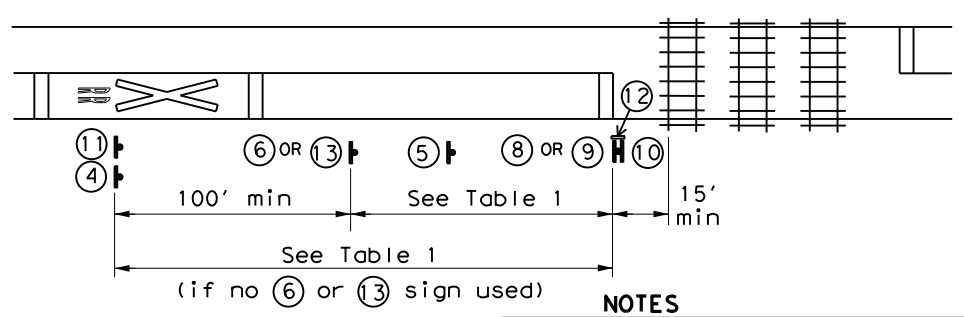 RR
12
11
6 OR 13
5
8 OR 9
10
4
100' min
See Table 1
15'
min
See Table 1
(if no 6 or 13 sign used)
NOTES